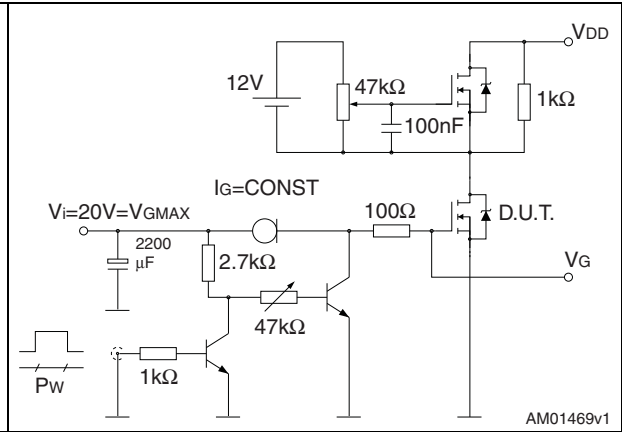 VDD
12V
47kΩ
1kΩ
100nF
IG=CONST
Vi=20V=VGMAX
100Ω
D.U.T.
2200
μF
2.7kΩ
VG
47kΩ
1kΩ
PW
AM01469v1